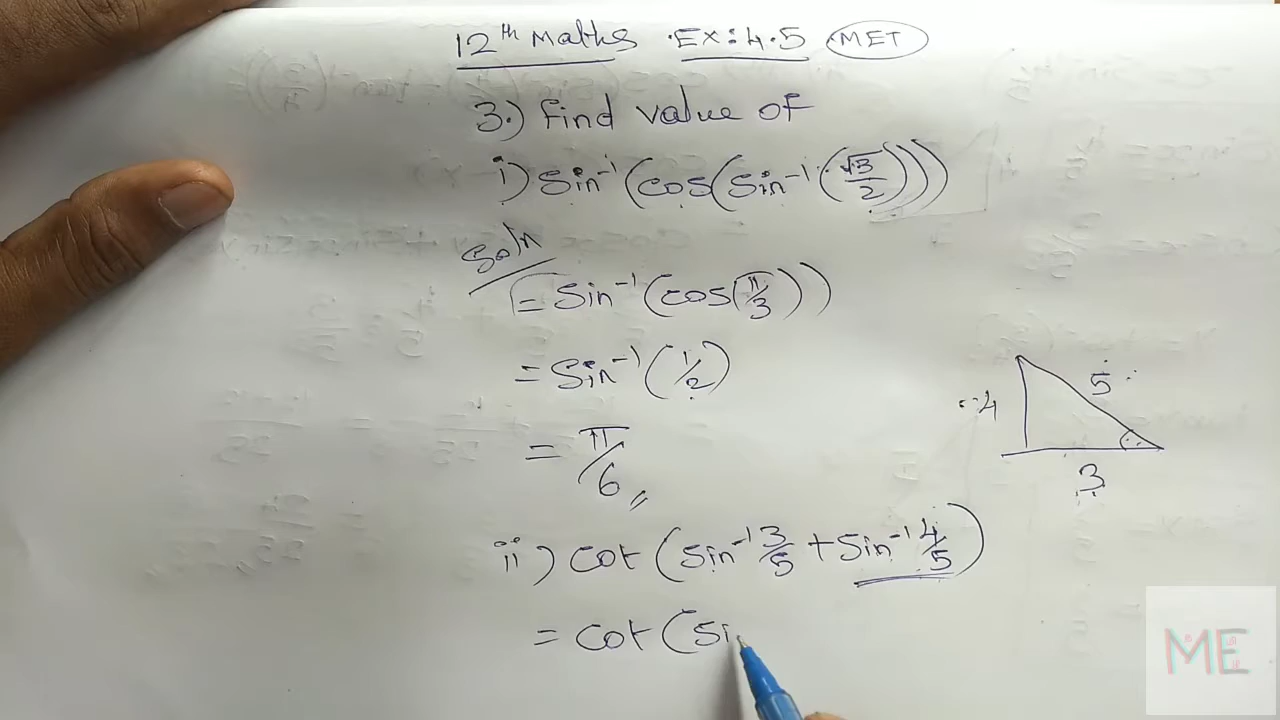 12th Maths Ex:4.5 MET
3.) Find value of
i) Sin⁻¹(cos(Sin⁻¹(√3/2)))
Soln
= Sin⁻¹(cos(π/3))
= Sin⁻¹(1/2)
= π/6 //
4 5
3
ii) Cot (Sin⁻¹ 3/5 + Sin⁻¹ 4/5)
= Cot (Si
ME